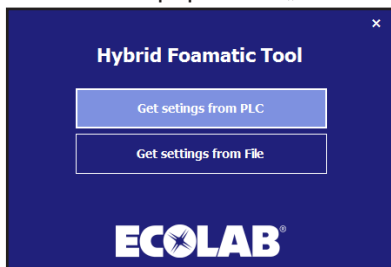 ×
Hybrid Foamatic Tool
Get setings from PLC
Get settings from File
ECOLAB®